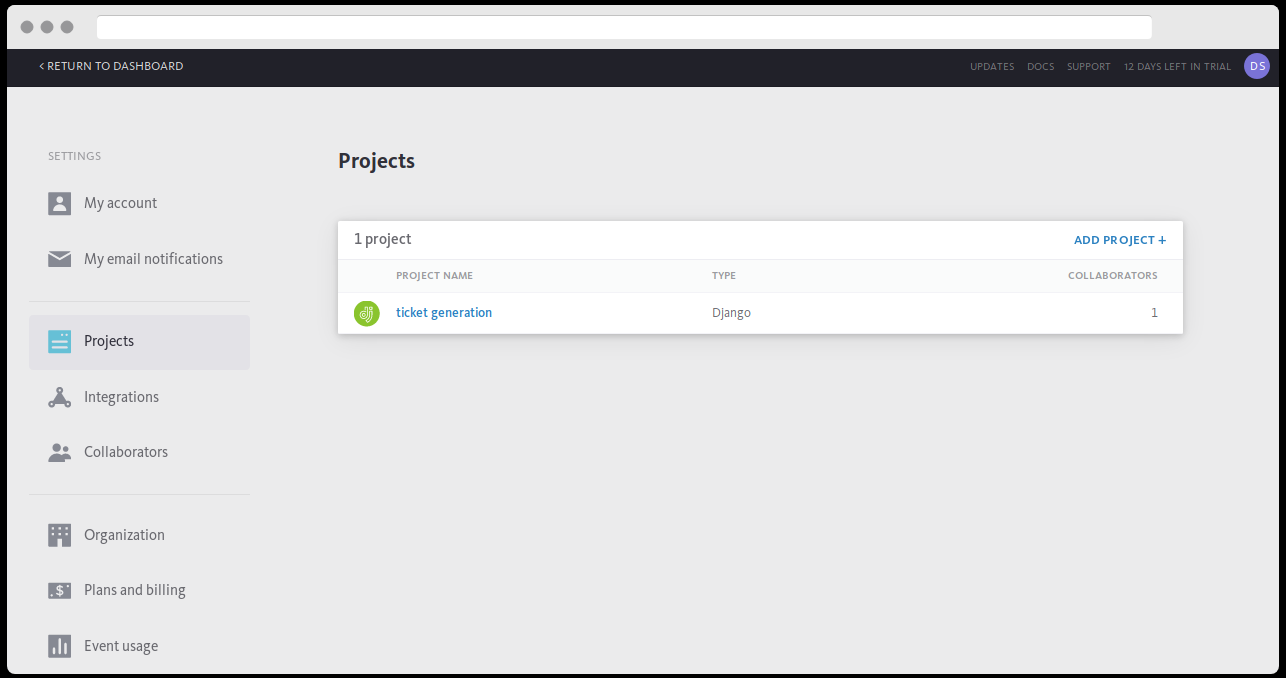 < RETURN TO DASHBOARD
UPDATES DOCS SUPPORT 12 DAYS LEFT IN TRIAL DS
SETTINGS
My account
My email notifications
Projects
Integrations
Collaborators
Organization
$ Plans and billing
Event usage
Projects
1 project ADD PROJECT +
PROJECT NAME TYPE COLLABORATORS
dj ticket generation Django 1